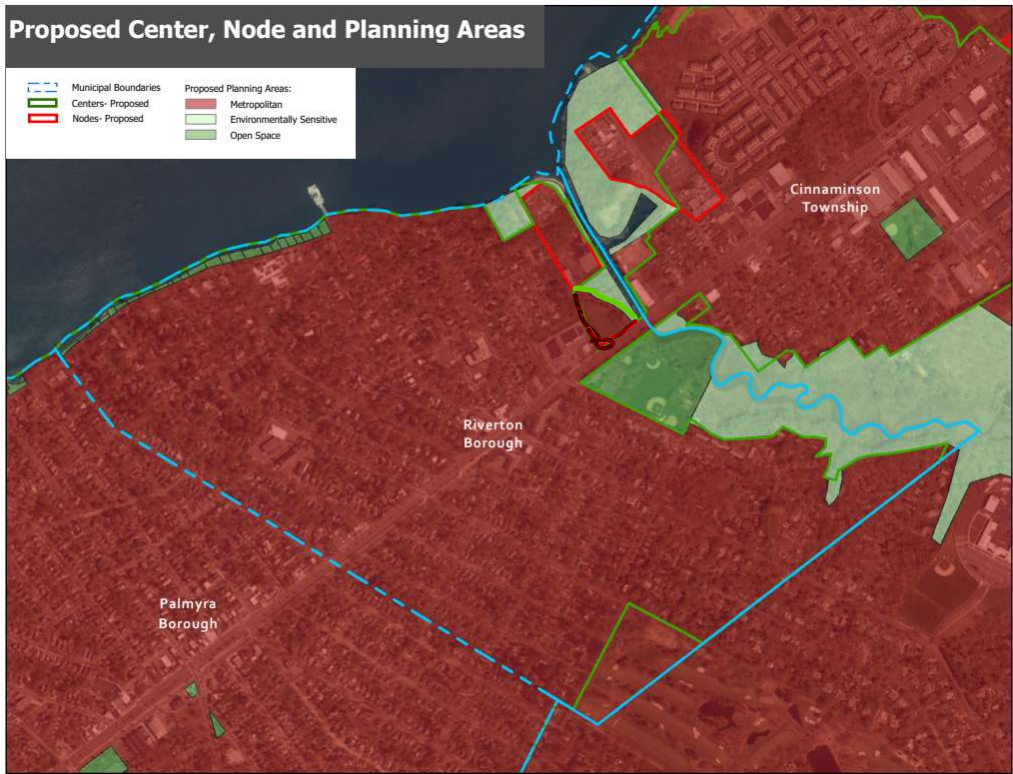 Proposed Center, Node and Planning Areas
Municipal Boundaries
Centers- Proposed
Nodes- Proposed
Proposed Planning Areas:
Metropolitan
Environmentally Sensitive
Open Space
Cinnaminson
Township
Riverton
Borough
Palmyra
Borough